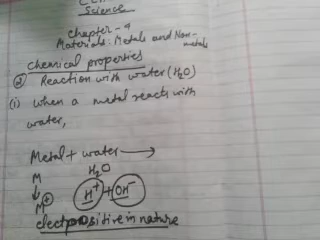 Science
Chapter - 4
Materials: Metals and Non-
metals
Chemical properties
② Reaction with water (H₂O)
(i) When a metal reacts with
water,
Metal + water ⟶
M H₂O
↓
M⊕ H⁺ + OH⁻
electropositive in nature